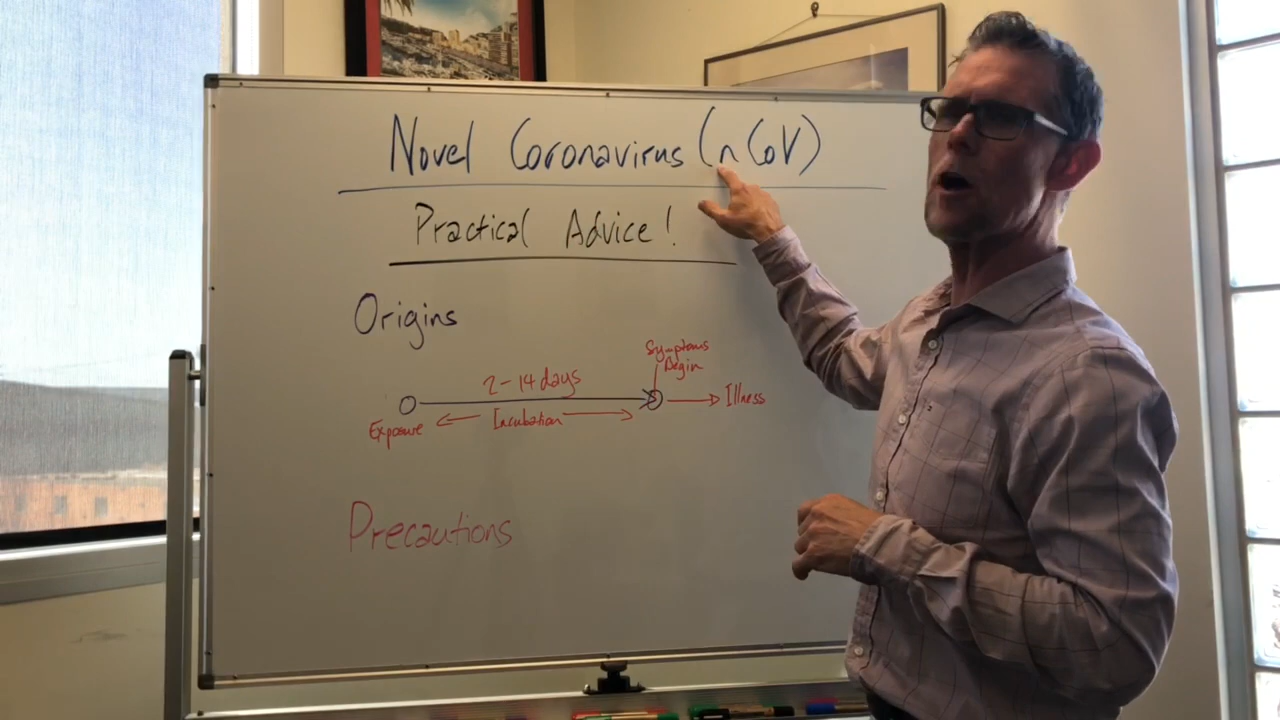 Novel Coronavirus (nCoV)
Practical Advice!
Origins
Symptoms
Begin
2-14 days
Illness
Exposure
Incubation
Precautions